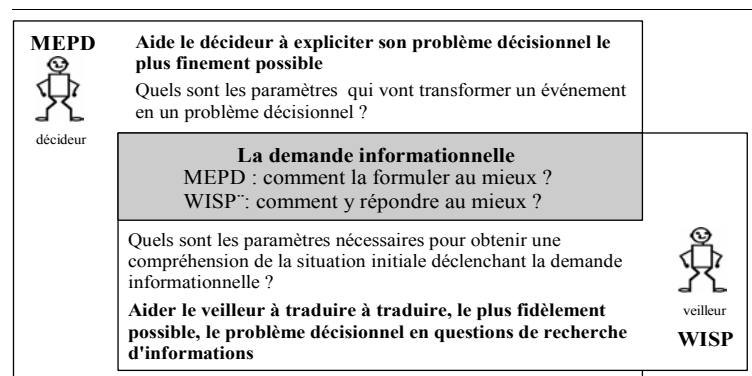 MEPD
décideur
Aide le décideur à expliciter son problème décisionnel le
plus finement possible
Quels sont les paramètres qui vont transformer un événement
en un problème décisionnel ?
La demande informationnelle
MEPD : comment la formuler au mieux ?
WISP¨: comment y répondre au mieux ?
Quels sont les paramètres nécessaires pour obtenir une
compréhension de la situation initiale déclenchant la demande
informationnelle ?
Aider le veilleur à traduire à traduire, le plus fidèlement
possible, le problème décisionnel en questions de recherche
d'informations
veilleur
WISP